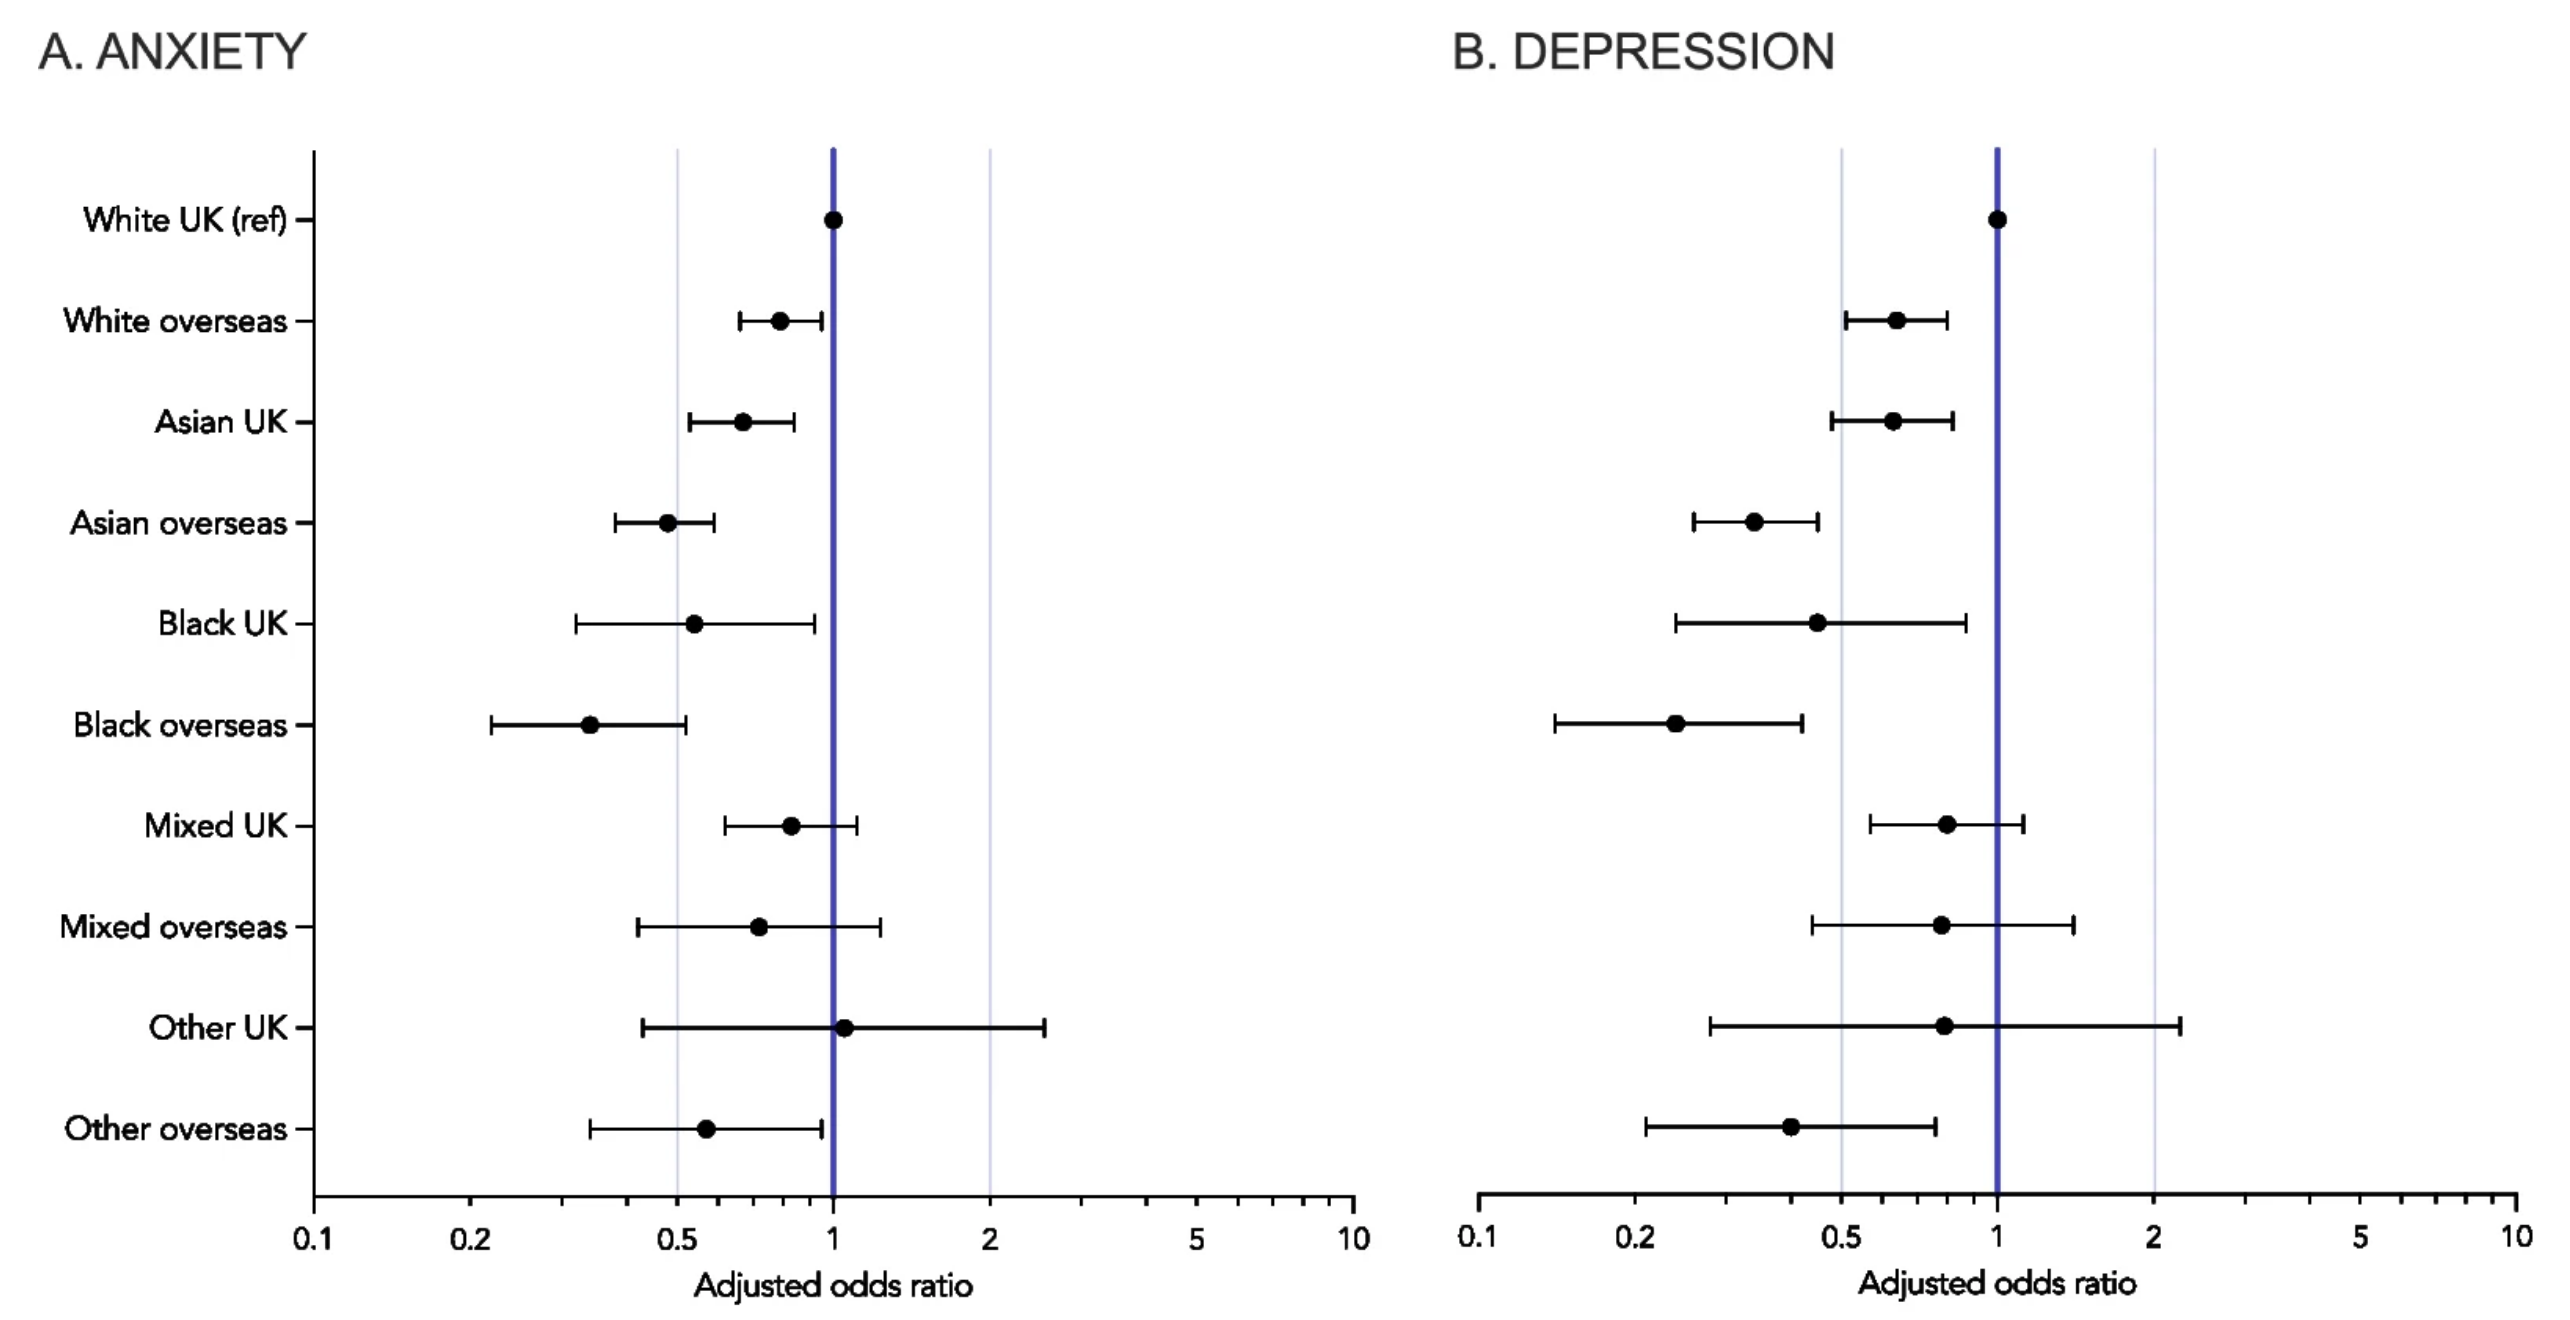 A. ANXIETY
B. DEPRESSION
White UK (ref)
White overseas
Asian UK
Asian overseas
Black UK
Black overseas
Mixed UK
Mixed overseas
Other UK
Other overseas
0.1 0.2 0.5 1 2 5 10
Adjusted odds ratio
0.1 0.2 0.5 1 2 5 10
Adjusted odds ratio